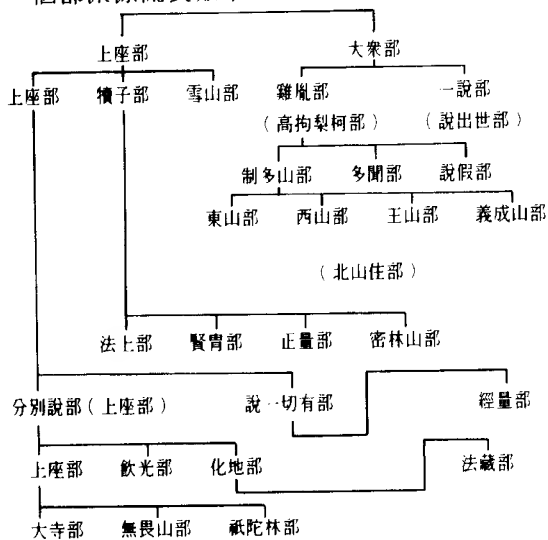 上座部 大衆部
上座部 犢子部 雪山部 雞胤部 一說部
（高拘梨柯部） （說出世部）
制多山部 多聞部 說假部
東山部 西山部 王山部 義成山部
（北山住部）
法上部 賢冑部 正量部 密林山部
分別說部（上座部） 說一切有部 經量部
上座部 飲光部 化地部 法藏部
大寺部 無畏山部 祇陀林部